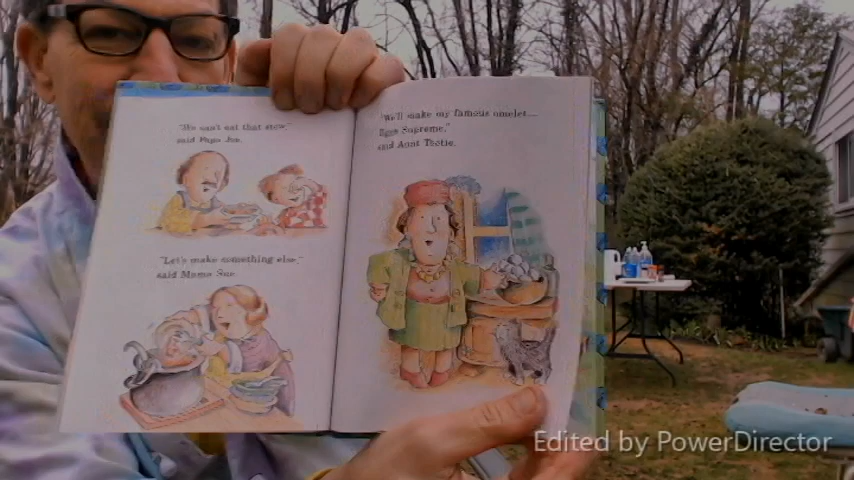 "We can't eat that stew,"
said Papa Joe.
"Let's make something else,"
said Mama Sue.
"We'll make my famous omelet—
Eggs Supreme,"
said Aunt Tootie.
Edited by PowerDirector